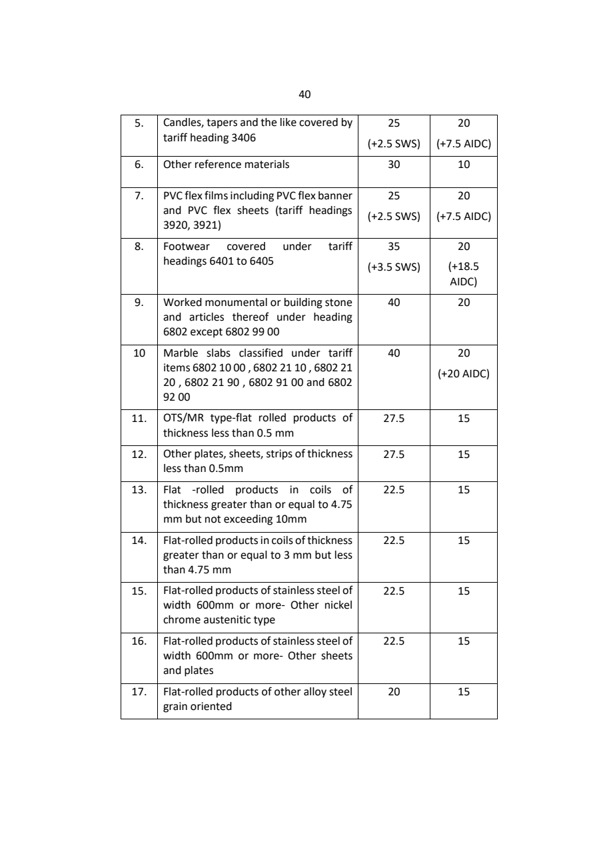 40
5. Candles, tapers and the like covered by 25 20
tariff heading 3406 (+2.5 SWS) (+7.5 AIDC)
6. Other reference materials 30 10
7. PVC flex films including PVC flex banner 25 20
and PVC flex sheets (tariff headings (+2.5 SWS) (+7.5 AIDC)
3920, 3921)
8. Footwear covered under tariff 35 20
headings 6401 to 6405 (+3.5 SWS) (+18.5
AIDC)
9. Worked monumental or building stone 40 20
and articles thereof under heading
6802 except 6802 99 00
10 Marble slabs classified under tariff 40 20
items 6802 10 00 , 6802 21 10 , 6802 21 (+20 AIDC)
20 , 6802 21 90 , 6802 91 00 and 6802
92 00
11. OTS/MR type-flat rolled products of 27.5 15
thickness less than 0.5 mm
12. Other plates, sheets, strips of thickness 27.5 15
less than 0.5mm
13. Flat -rolled products in coils of 22.5 15
thickness greater than or equal to 4.75
mm but not exceeding 10mm
14. Flat-rolled products in coils of thickness 22.5 15
greater than or equal to 3 mm but less
than 4.75 mm
15. Flat-rolled products of stainless steel of 22.5 15
width 600mm or more- Other nickel
chrome austenitic type
16. Flat-rolled products of stainless steel of 22.5 15
width 600mm or more- Other sheets
and plates
17. Flat-rolled products of other alloy steel 20 15
grain oriented